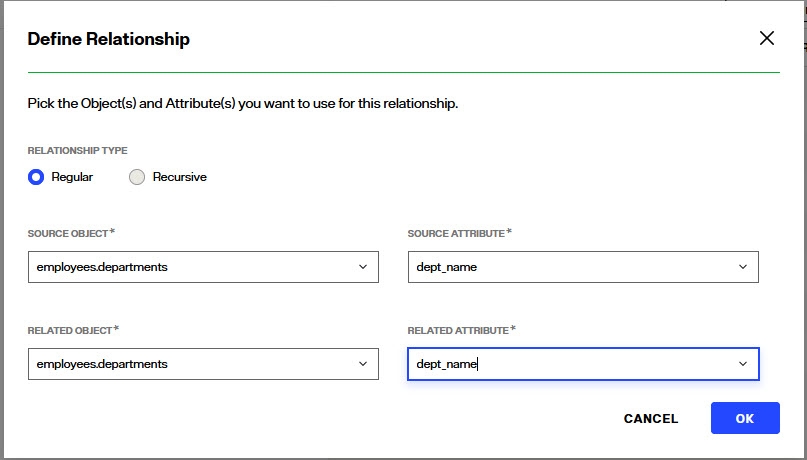 Define Relationship
Pick the Object(s) and Attribute(s) you want to use for this relationship.
RELATIONSHIP TYPE
Regular Recursive
SOURCE OBJECT* SOURCE ATTRIBUTE*
employees.departments dept_name
RELATED OBJECT* RELATED ATTRIBUTE*
employees.departments dept_name
CANCEL OK